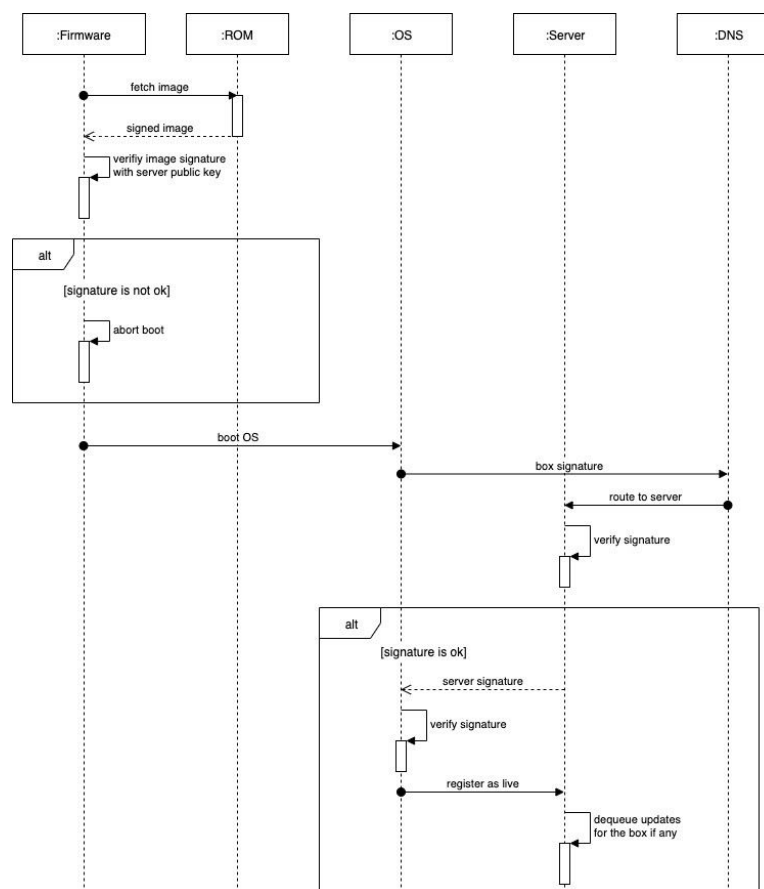 :Firmware
:ROM
:OS
:Server
:DNS
fetch image
signed image
verifiy image signature
with server public key
alt
[signature is not ok]
abort boot
boot OS
box signature
route to server
verify signature
alt
[signature is ok]
server signature
verify signature
register as live
dequeue updates
for the box if any